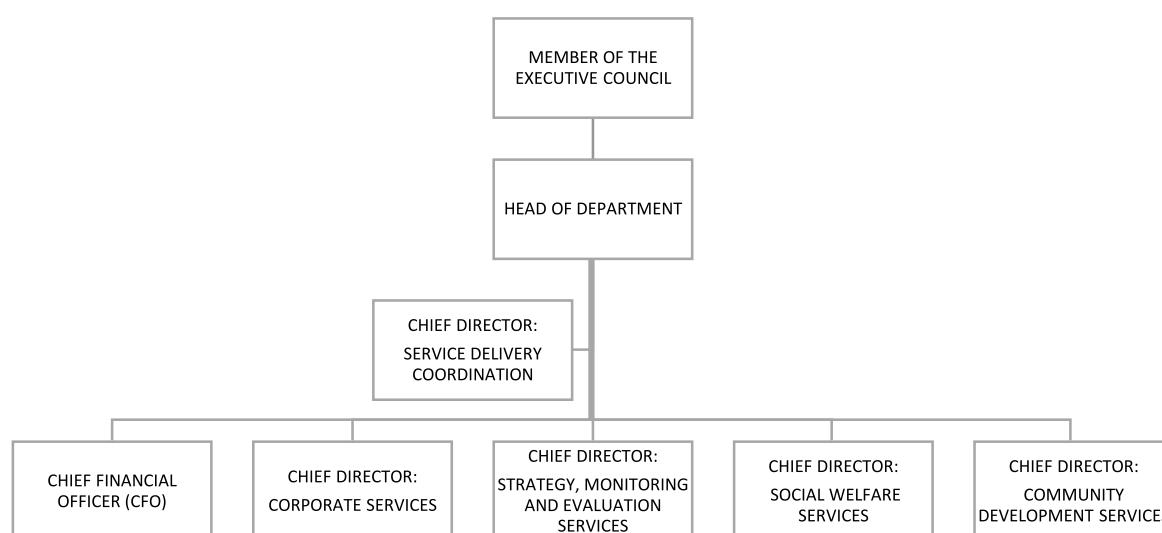 MEMBER OF THE
EXECUTIVE COUNCIL
HEAD OF DEPARTMENT
CHIEF DIRECTOR:
SERVICE DELIVERY
COORDINATION
CHIEF FINANCIAL
OFFICER (CFO)
CHIEF DIRECTOR:
CORPORATE SERVICES
CHIEF DIRECTOR:
STRATEGY, MONITORING
AND EVALUATION
SERVICES
CHIEF DIRECTOR:
SOCIAL WELFARE
SERVICES
CHIEF DIRECTOR:
COMMUNITY
DEVELOPMENT SERVICE